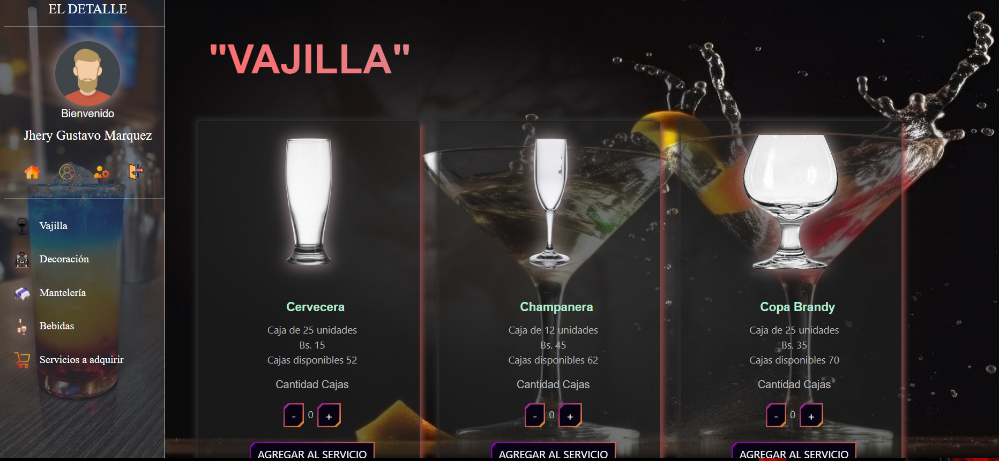 EL DETALLE
Bienvenido
Jhery Gustavo Marquez
Vajilla
Decoración
Mantelería
Bebidas
Servicios a adquirir
"VAJILLA"
Cervecera
Caja de 25 unidades
Bs. 15
Cajas disponibles 52
Cantidad Cajas
- 0 +
AGREGAR AL SERVICIO
Champanera
Caja de 12 unidades
Bs. 45
Cajas disponibles 62
Cantidad Cajas
- 0 +
AGREGAR AL SERVICIO
Copa Brandy
Caja de 25 unidades
Bs. 35
Cajas disponibles 70
Cantidad Cajas
- 0 +
AGREGAR AL SERVICIO